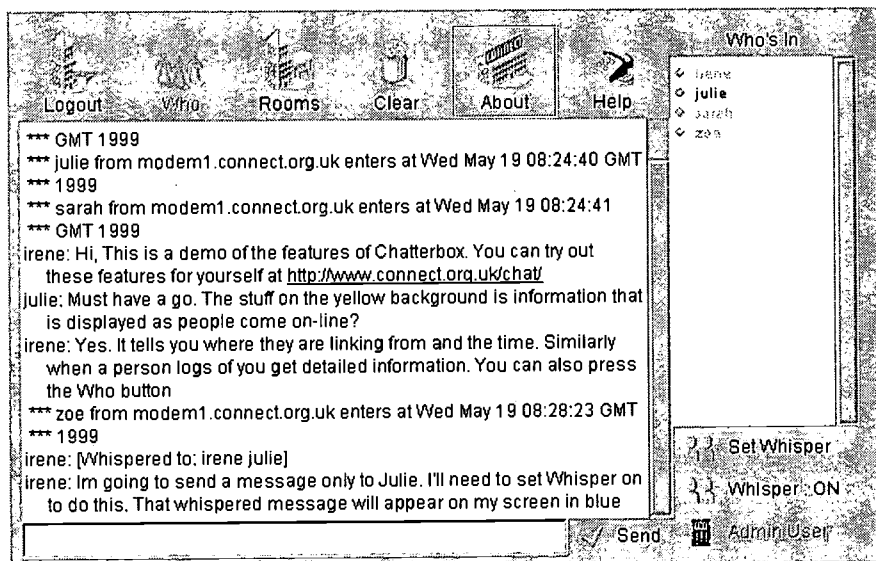 Logout Who Rooms Clear About Help
*** GMT 1999
*** julie from modem1.connect.org.uk enters at Wed May 19 08:24:40 GMT
*** 1999
*** sarah from modem1.connect.org.uk enters at Wed May 19 08:24:41
*** GMT 1999
irene: Hi, This is a demo of the features of Chatterbox. You can try out
these features for yourself at http://www.connect.org.uk/chat/
julie: Must have a go. The stuff on the yellow background is information that
is displayed as people come on-line?
irene: Yes. It tells you where they are linking from and the time. Similarly
when a person logs of you get detailed information. You can also press
the Who button
*** zoe from modem1.connect.org.uk enters at Wed May 19 08:28:23 GMT
*** 1999
irene: [Whispered to: irene julie]
irene: Im going to send a message only to Julie. I'll need to set Whisper on
to do this. That whispered message will appear on my screen in blue
Send
Who's In
irene
julie
sarah
zoe
Set Whisper
Whisper : ON
Admin User